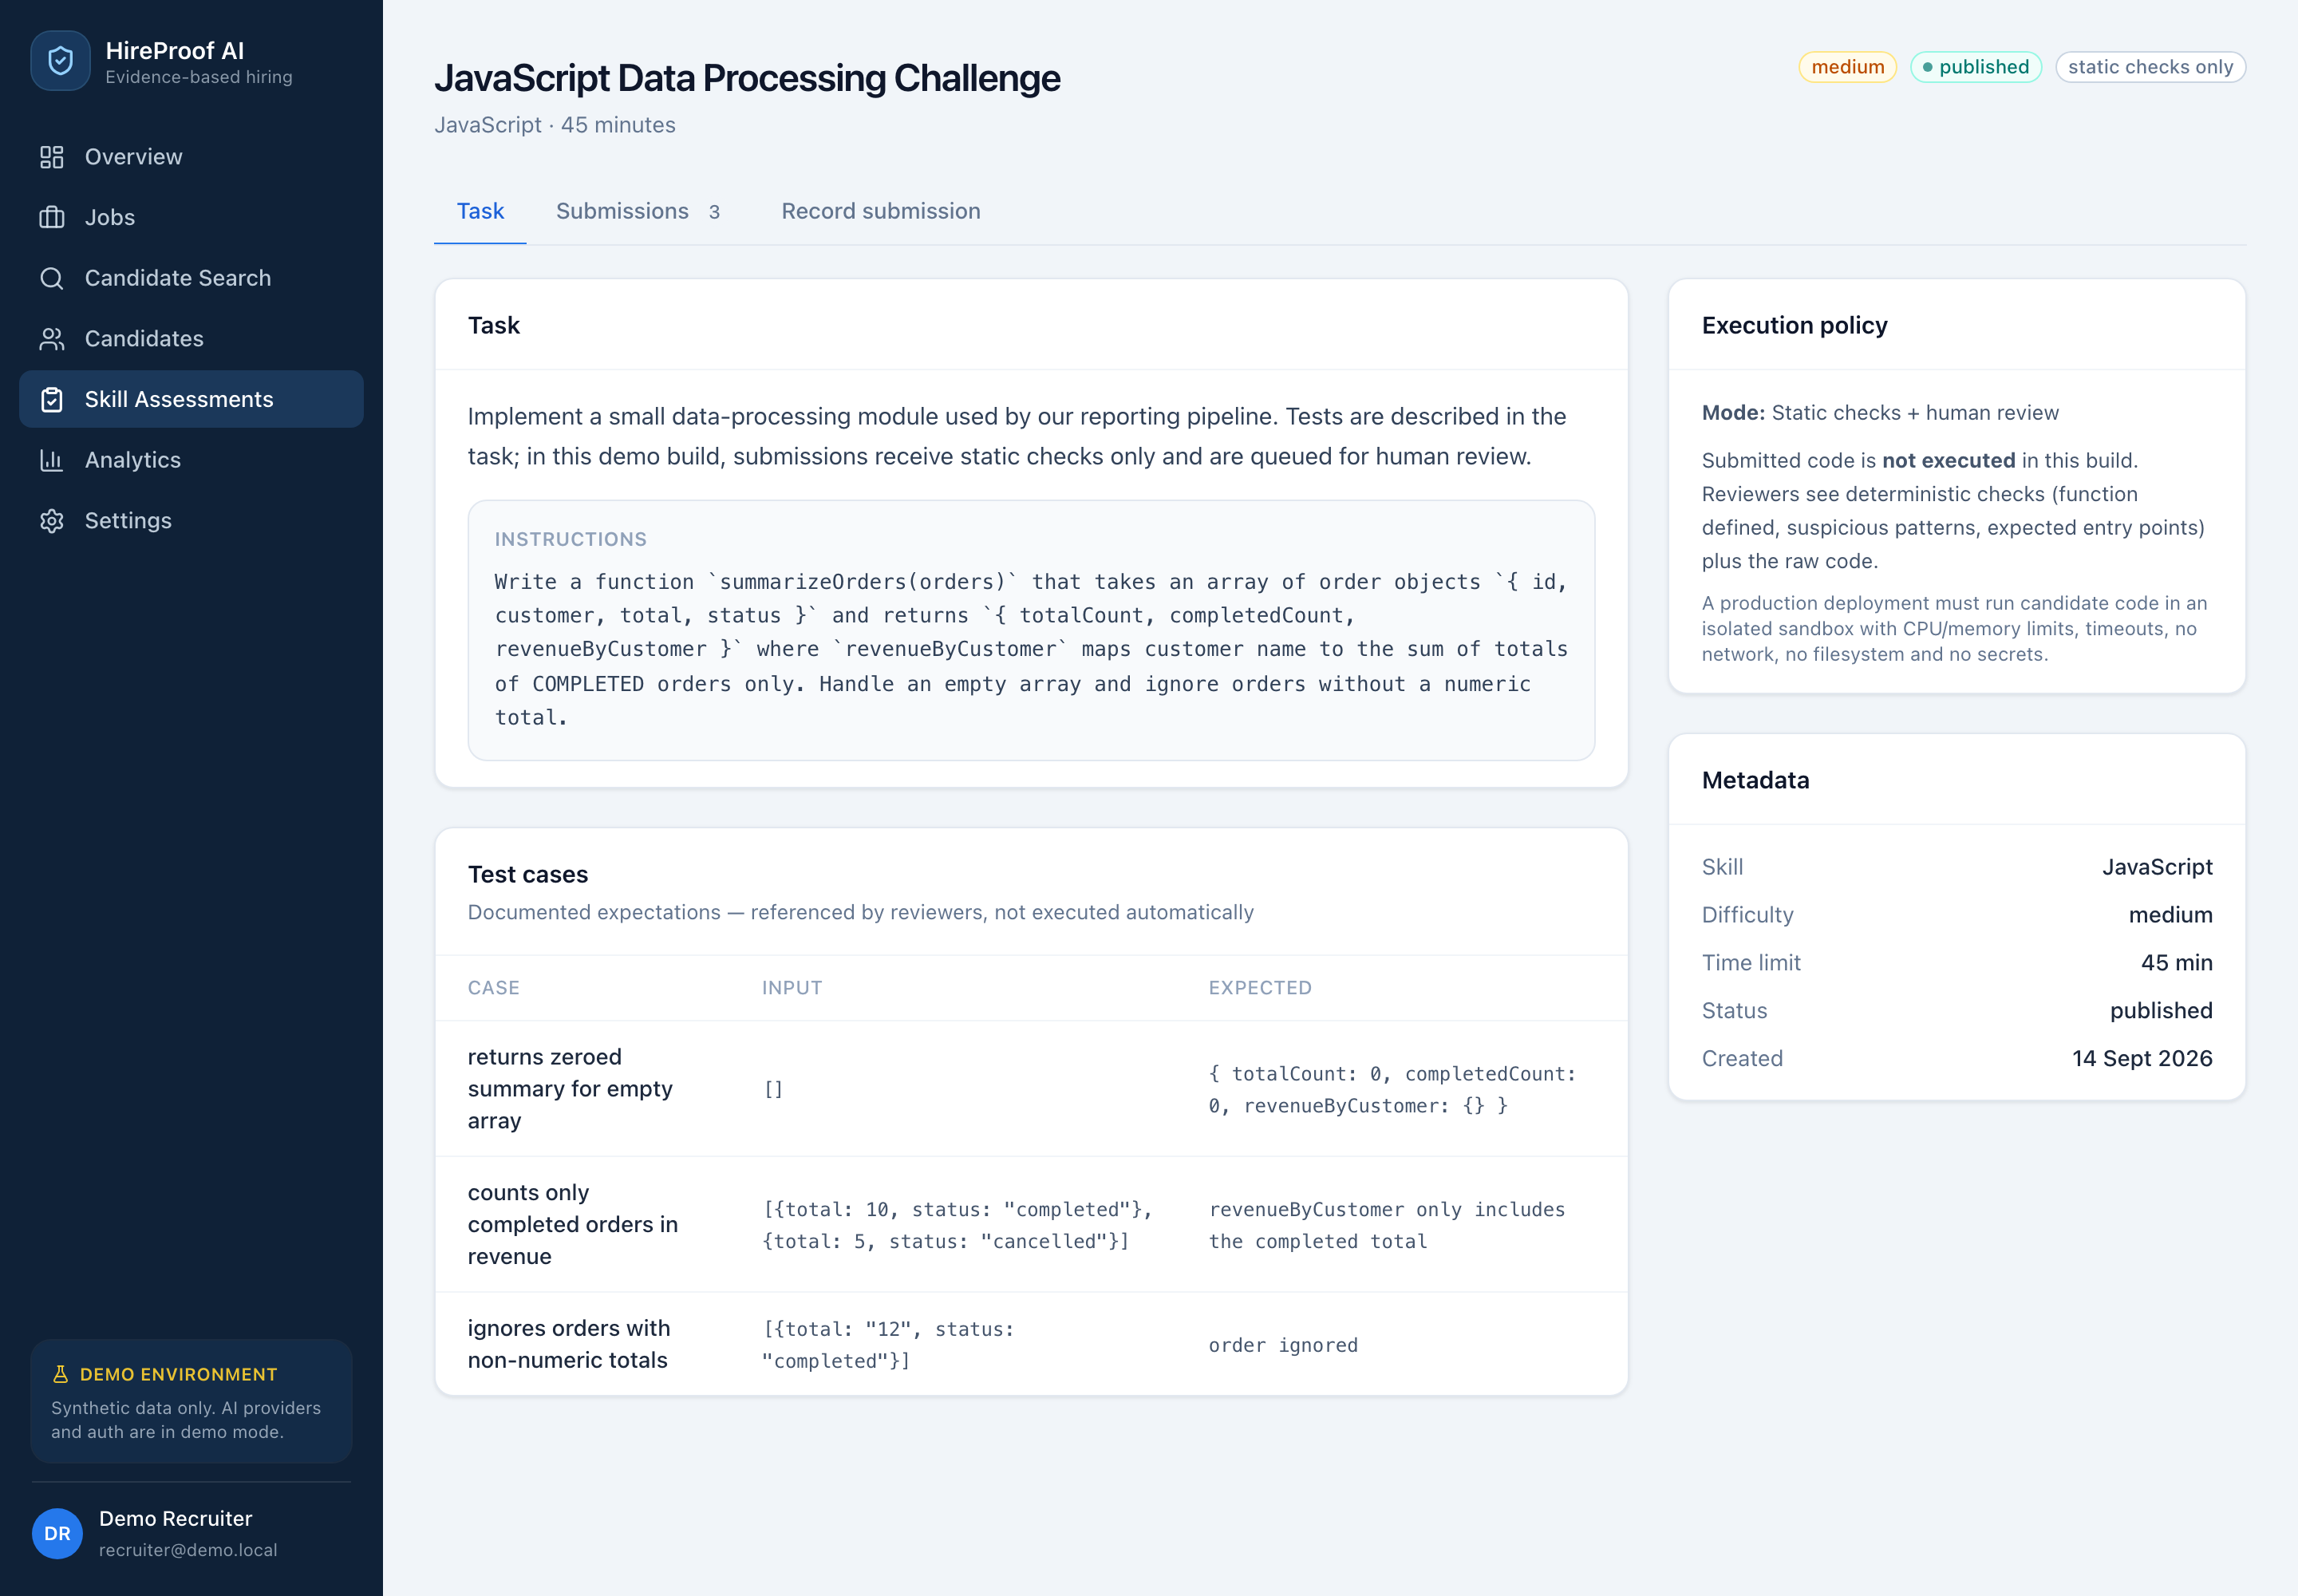 HireProof AI
Evidence-based hiring
Overview
Jobs
Candidate Search
Candidates
Skill Assessments
Analytics
Settings
DEMO ENVIRONMENT
Synthetic data only. AI providers
and auth are in demo mode.
DR
Demo Recruiter
recruiter@demo.local
JavaScript Data Processing Challenge
JavaScript · 45 minutes
medium
published
static checks only
Task
Submissions 3
Record submission
Task
Implement a small data-processing module used by our reporting pipeline. Tests are described in the
task; in this demo build, submissions receive static checks only and are queued for human review.
INSTRUCTIONS
Write a function `summarizeOrders(orders)` that takes an array of order objects `{ id,
customer, total, status }` and returns `{ totalCount, completedCount,
revenueByCustomer }` where `revenueByCustomer` maps customer name to the sum of totals
of COMPLETED orders only. Handle an empty array and ignore orders without a numeric
total.
Test cases
Documented expectations — referenced by reviewers, not executed automatically
CASE INPUT EXPECTED
returns zeroed
summary for empty
array
[]
{ totalCount: 0, completedCount:
0, revenueByCustomer: {} }
counts only
completed orders in
revenue
[{total: 10, status: "completed"},
{total: 5, status: "cancelled"}]
revenueByCustomer only includes
the completed total
ignores orders with
non-numeric totals
[{total: "12", status:
"completed"}]
order ignored
Execution policy
Mode: Static checks + human review
Submitted code is not executed in this build.
Reviewers see deterministic checks (function
defined, suspicious patterns, expected entry points)
plus the raw code.
A production deployment must run candidate code in an
isolated sandbox with CPU/memory limits, timeouts, no
network, no filesystem and no secrets.
Metadata
Skill JavaScript
Difficulty medium
Time limit 45 min
Status published
Created 14 Sept 2026